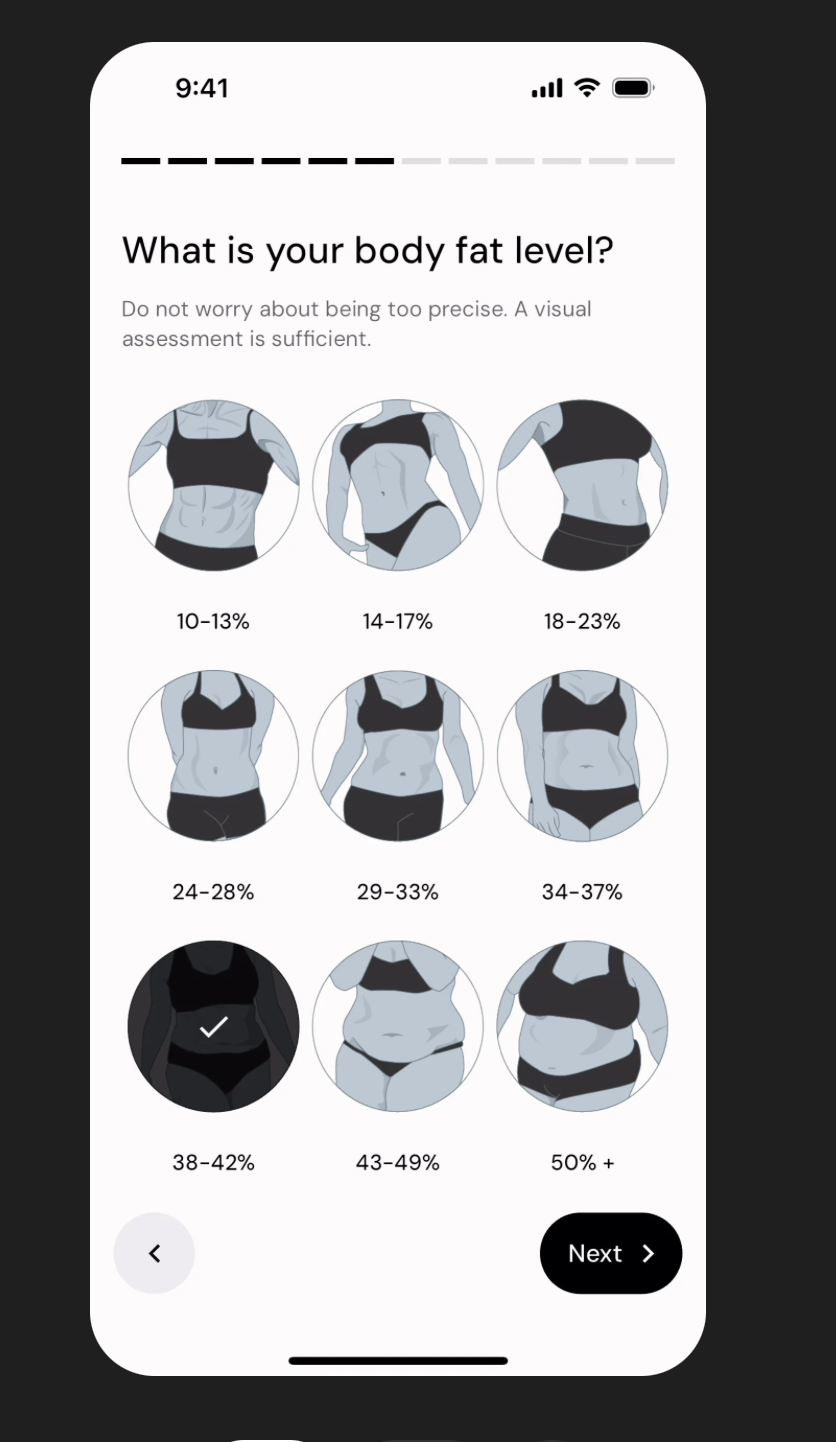 9:41
What is your body fat level?
Do not worry about being too precise. A visual
assessment is sufficient.
10-13%
14-17%
18-23%
24-28%
29-33%
34-37%
38-42%
43-49%
50% +
Next